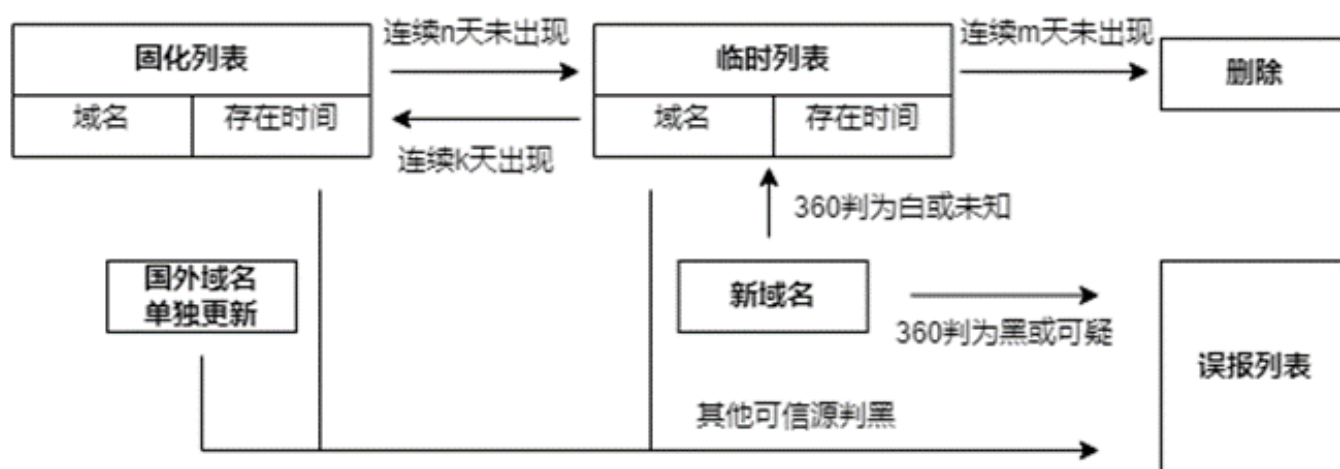 连续n天未出现
连续m天未出现
固化列表
临时列表
删除
域名
存在时间
域名
存在时间
连续k天出现
360判为白或未知
国外域名
单独更新
新域名
360判为黑或可疑
误报列表
其他可信源判黑